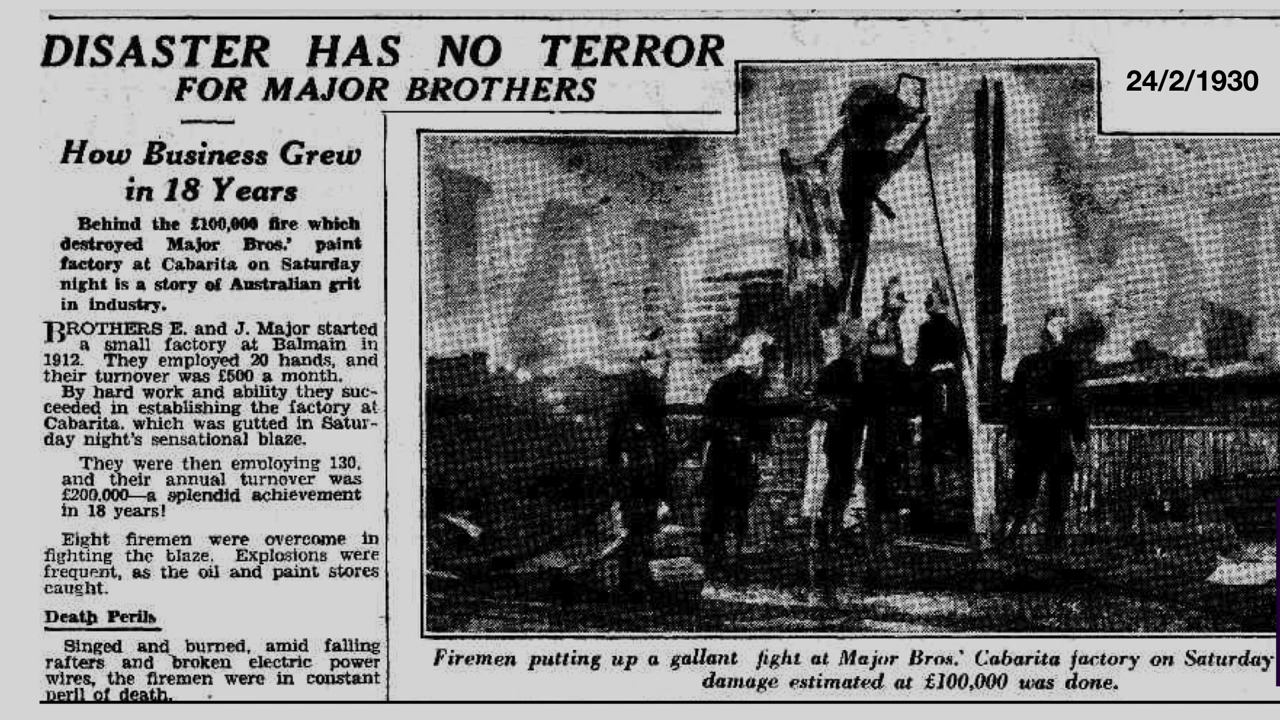 DISASTER HAS NO TERROR
FOR MAJOR BROTHERS
24/2/1930
How Business Grew
in 18 Years
Behind the £100,000 fire which
destroyed Major Bros.' paint
factory at Cabarita on Saturday
night is a story of Australian grit
in industry.
BROTHERS E. and J. Major started
a small factory at Balmain in
1912. They employed 20 hands, and
their turnover was £500 a month.
By hard work and ability they suc-
ceeded in establishing the factory at
Cabarita, which was gutted in Satur-
day night's sensational blaze.
They were then employing 130,
and their annual turnover was
£200,000—a splendid achievement
in 18 years!
Eight firemen were overcome in
fighting the blaze. Explosions were
frequent, as the oil and paint stores
caught.
Death Perils
Singed and burned, amid falling
rafters and broken electric power
wires, the firemen were in constant
peril of death.
Firemen putting up a gallant fight at Major Bros.' Cabarita factory on Saturday
damage estimated at £100,000 was done.